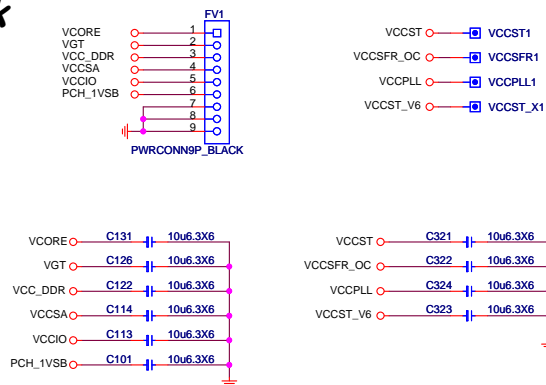 k
FV1
VCORE 1
VGT 2
VCC_DDR 3
VCCSA 4
VCCIO 5
PCH_1VSB 6
7
8
9
PWRCONN9P_BLACK
VCCST VCCST1
VCCSFR_OC VCCSFR1
VCCPLL VCCPLL1
VCCST_V6 VCCST_X1
VCORE C131 10u6.3X6
VGT C126 10u6.3X6
VCC_DDR C122 10u6.3X6
VCCSA C114 10u6.3X6
VCCIO C113 10u6.3X6
PCH_1VSB C101 10u6.3X6
VCCST C321 10u6.3X6
VCCSFR_OC C322 10u6.3X6
VCCPLL C324 10u6.3X6
VCCST_V6 C323 10u6.3X6